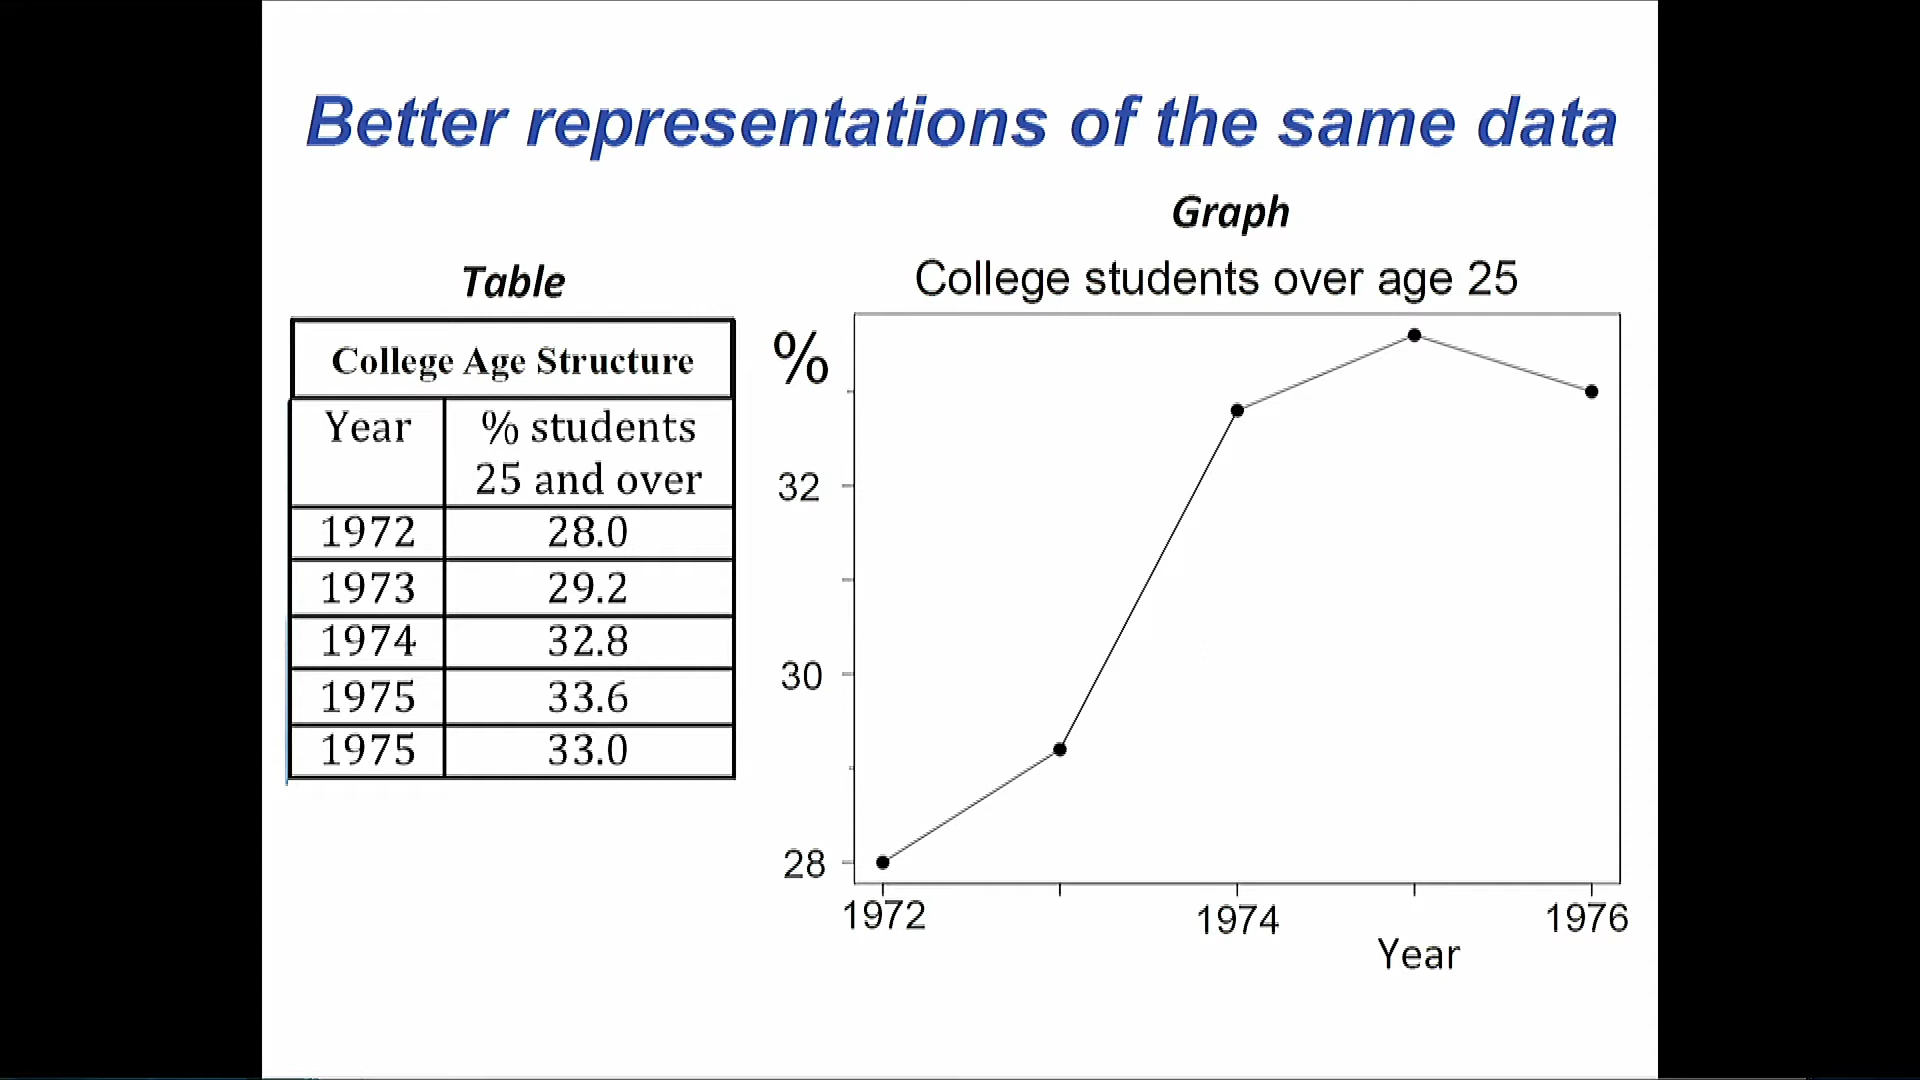 Better representations of the same data
Table
College Age Structure
Year % students
25 and over
1972 28.0
1973 29.2
1974 32.8
1975 33.6
1975 33.0
Graph
College students over age 25
%
32
30
28
1972 1974 1976
Year